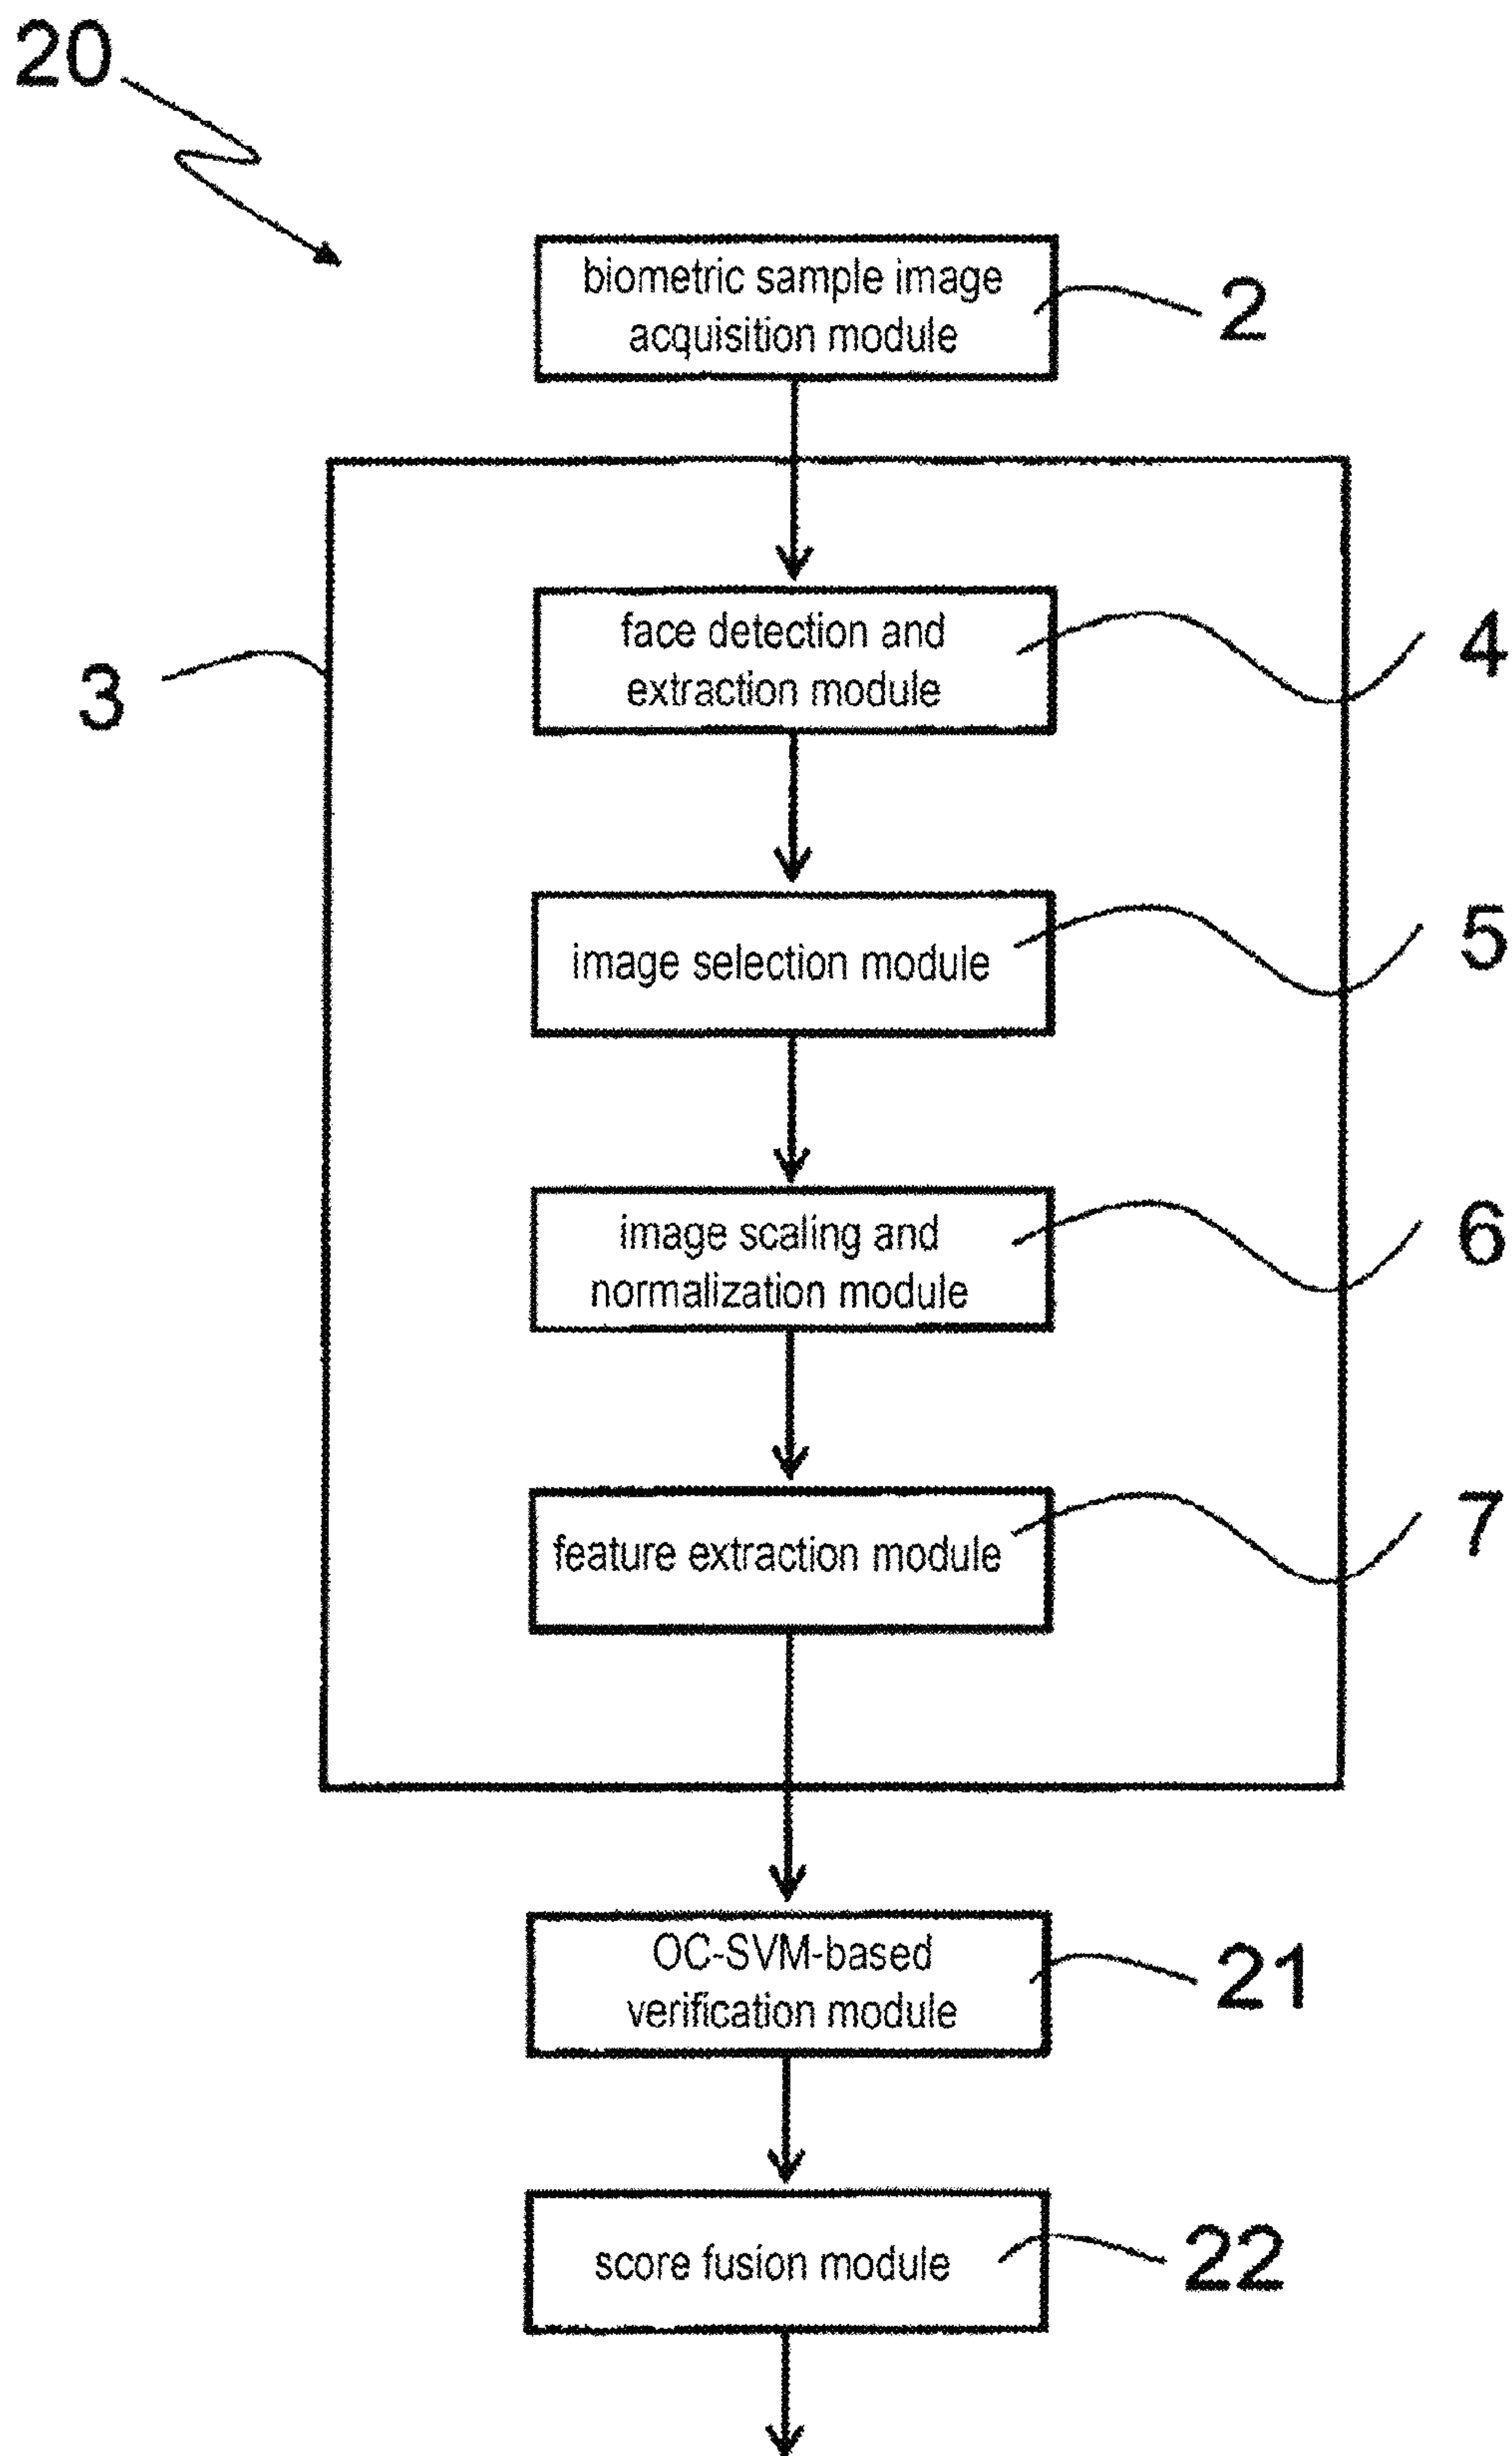 20
biometric sample image
acquisition module
2
3
face detection and
extraction module
4
image selection module
5
image scaling and
normalization module
6
feature extraction module
7
OC-SVM-based
verification module
21
score fusion module
22